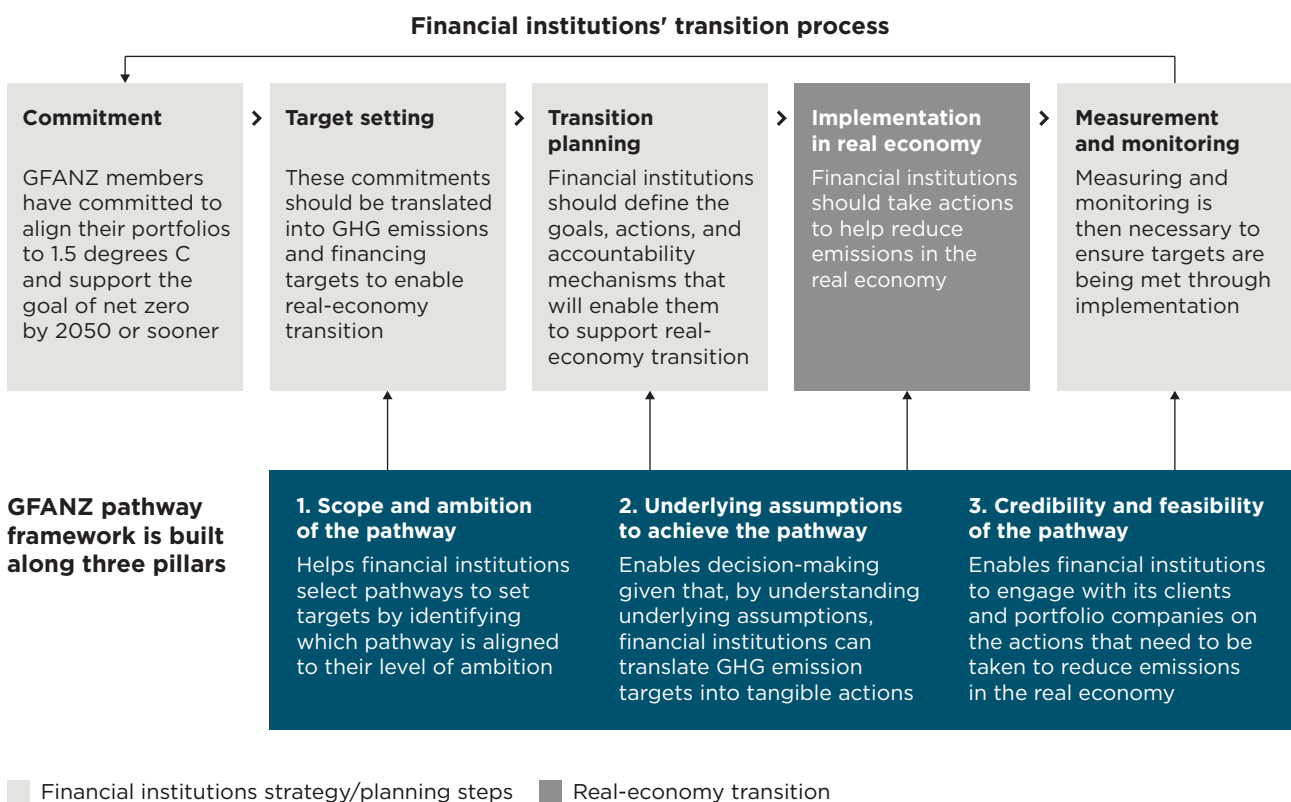 Financial institutions' transition process
Commitment
GFANZ members
have committed to
align their portfolios
to 1.5 degrees C
and support the
goal of net zero
by 2050 or sooner
>
Target setting
These commitments
should be translated
into GHG emissions
and financing
targets to enable
real-economy
transition
>
Transition
planning
Financial institutions
should define the
goals, actions, and
accountability
mechanisms that
will enable them
to support real-
economy transition
>
Implementation
in real economy
Financial institutions
should take actions
to help reduce
emissions in the
real economy
>
Measurement
and monitoring
Measuring and
monitoring is
then necessary to
ensure targets are
being met through
implementation
GFANZ pathway
framework is built
along three pillars
1. Scope and ambition
of the pathway
Helps financial institutions
select pathways to set
targets by identifying
which pathway is aligned
to their level of ambition
2. Underlying assumptions
to achieve the pathway
Enables decision-making
given that, by understanding
underlying assumptions,
financial institutions can
translate GHG emission
targets into tangible actions
3. Credibility and feasibility
of the pathway
Enables financial institutions
to engage with its clients
and portfolio companies on
the actions that need to be
taken to reduce emissions
in the real economy
Financial institutions strategy/planning steps
Real-economy transition